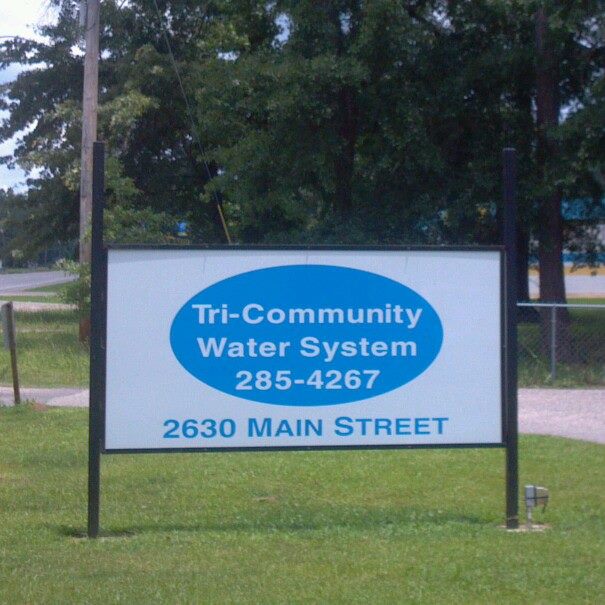 Tri-Community
Water System
285-4267
2630 MAIN STREET